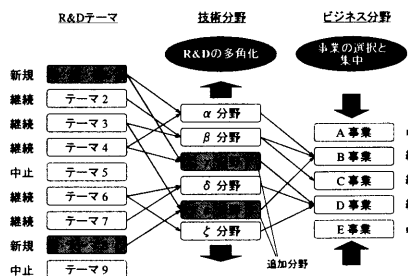 R&Dテーマ
技術分野
ビジネス分野
R&Dの多角化
事業の選択と
集中
新規
継続 テーマ2
継続 テーマ3
継続 テーマ4
中止 テーマ5
継続 テーマ6
継続 テーマ7
新規
中止 テーマ9
α 分野
β 分野
δ 分野
ζ 分野
追加分野
A 事業
B 事業
C 事業
D 事業
E 事業